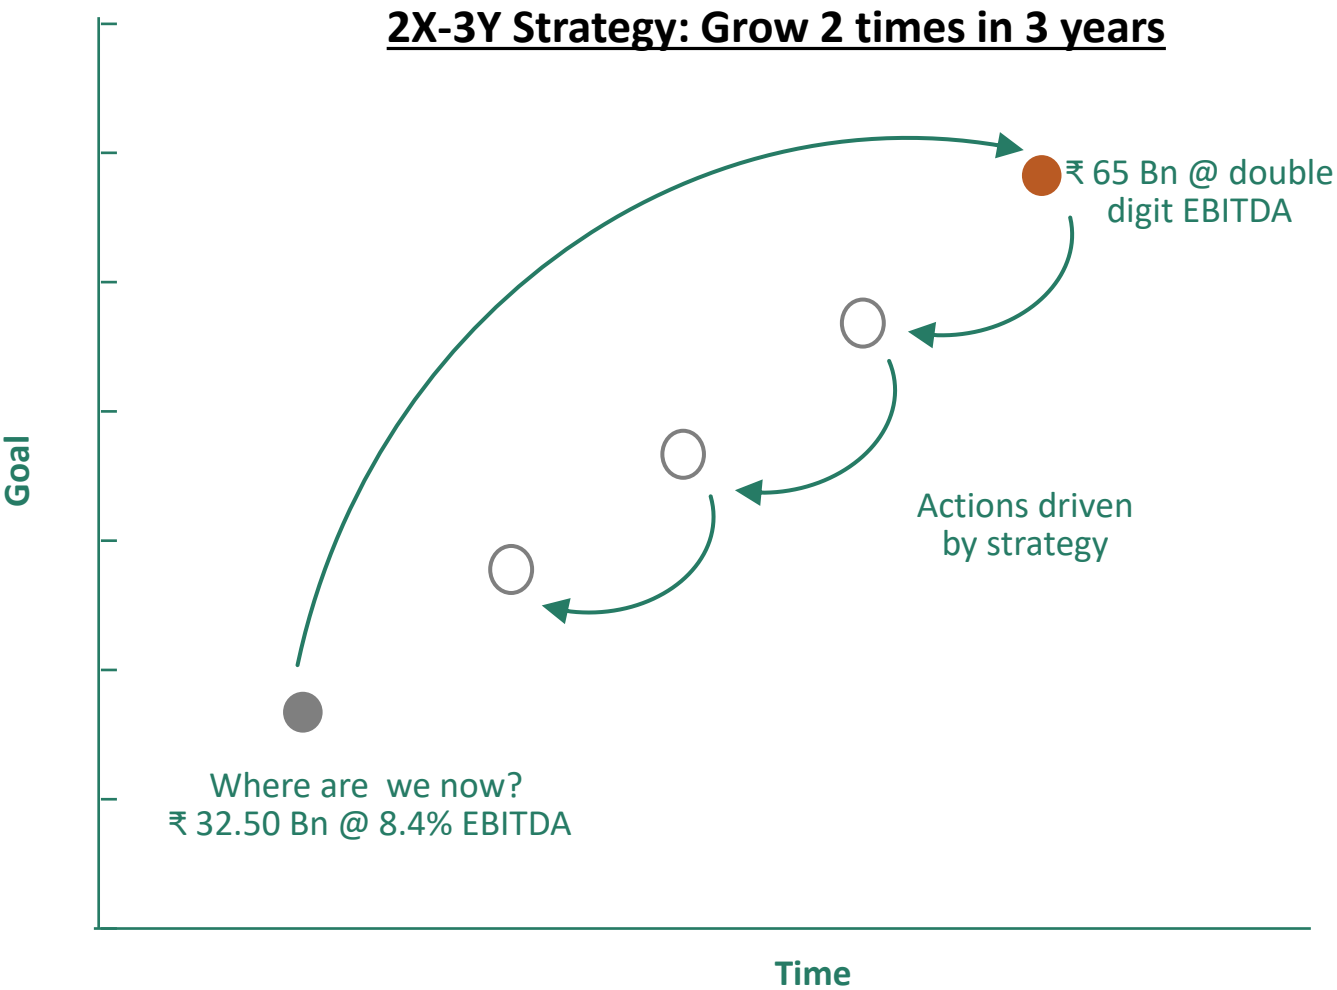 2X-3Y Strategy: Grow 2 times in 3 years
₹ 65 Bn @ double
digit EBITDA
Goal
Actions driven
by strategy
Where are  we now?
₹ 32.50 Bn @ 8.4% EBITDA
Time